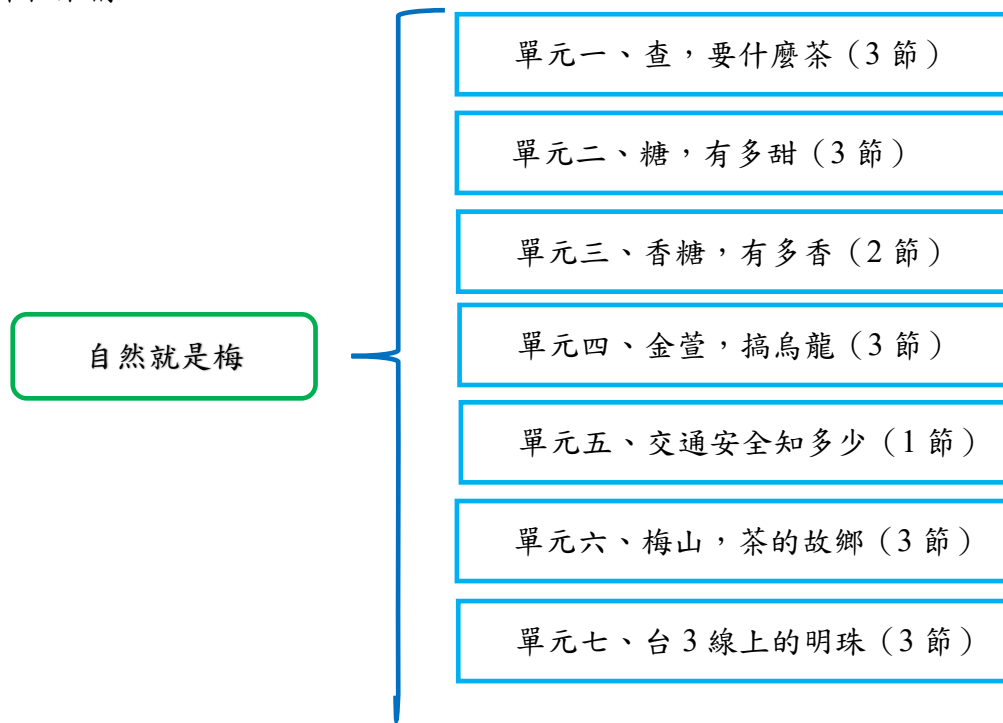 單元一、查，要什麼茶（3 節）
單元二、糖，有多甜（3 節）
單元三、香糖，有多香（2 節）
自然就是梅
單元四、金萱，搞烏龍（3 節）
單元五、交通安全知多少（1 節）
單元六、梅山，茶的故鄉（3 節）
單元七、台 3 線上的明珠（3 節）